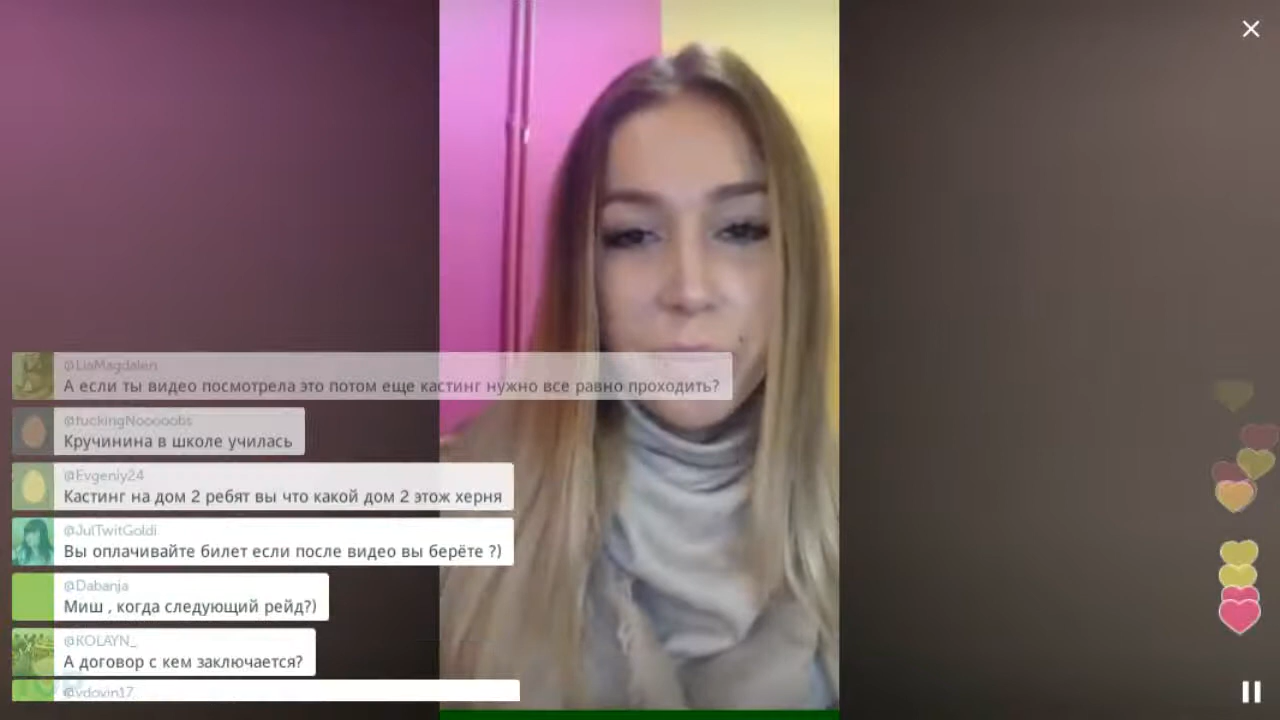 @LiaMagdalen
А если ты видео посмотрела это потом еще кастинг нужно все равно проходить?
@fuckingNooooobs
Кручинина в школе училась
@Evgeniy24
Кастинг на дом 2 ребят вы что какой дом 2 этож херня
@JulTwitGoldi
Вы оплачивайте билет если после видео вы берёте ?)
@Dabanja
Миш , когда следующий рейд?)
@KOLAYN_
А договор с кем заключается?
@vdovin17